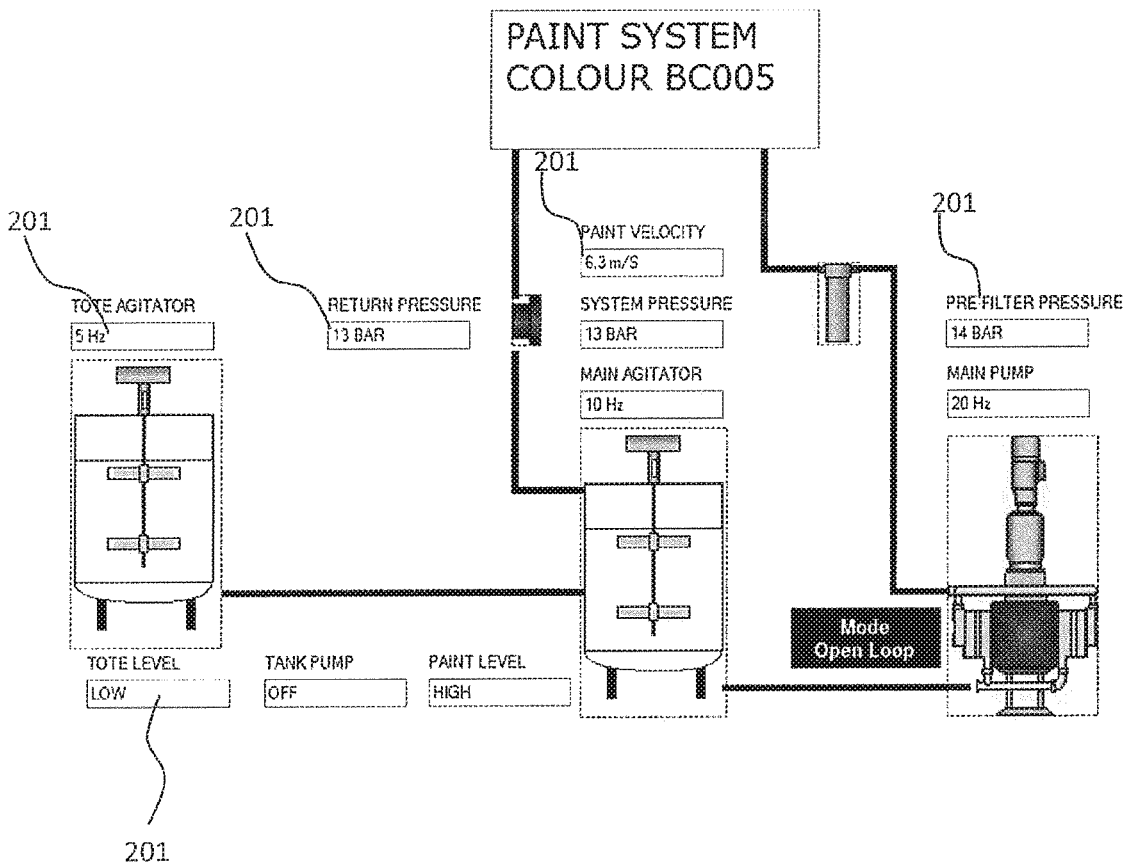 PAINT SYSTEM
COLOUR BC005
201
201
201
201
PAINT VELOCITY
6.3 m/S
TOTE AGITATOR
5 Hz
RETURN PRESSURE
13 BAR
SYSTEM PRESSURE
13 BAR
PRE FILTER PRESSURE
14 BAR
MAIN AGITATOR
10 Hz
MAIN PUMP
20 Hz
Mode
Open Loop
TOTE LEVEL
LOW
TANK PUMP
OFF
PAINT LEVEL
HIGH
201